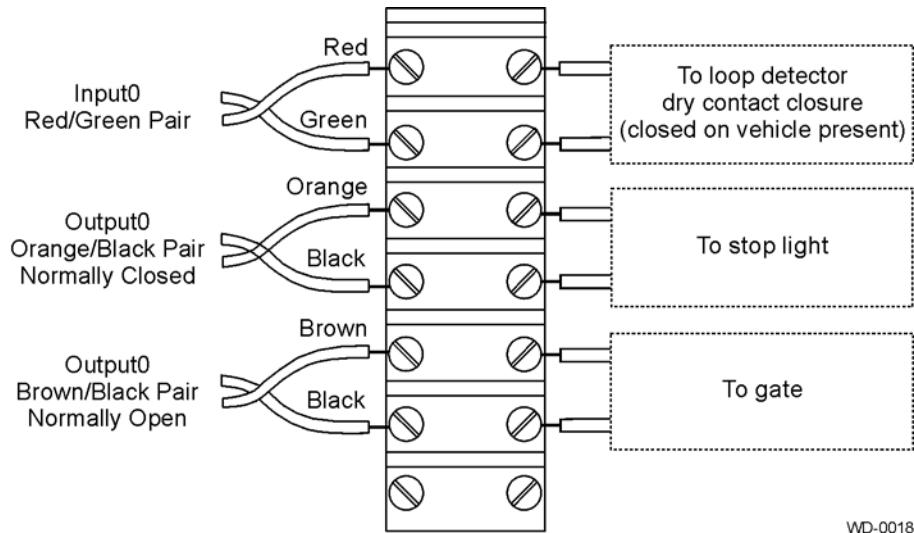 Red
Input0
Red/Green Pair
Green
To loop detector
dry contact closure
(closed on vehicle present)
Orange
Output0
Orange/Black Pair
Normally Closed
Black
To stop light
Brown
Output0
Brown/Black Pair
Normally Open
Black
To gate
WD-0018